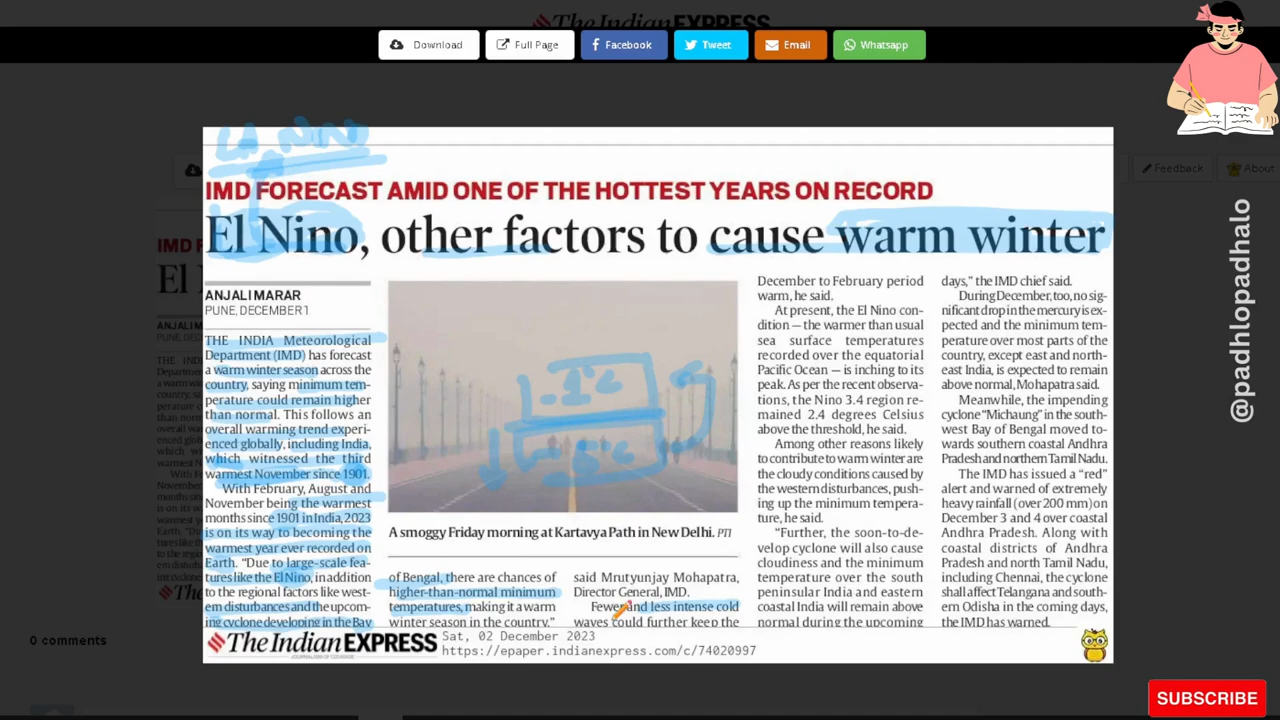 The Indian EXPRESS
Download
Full Page
Facebook
Tweet
Email
Whatsapp
Feedback
About
@padhlopadhalo
IMD FORECAST AMID ONE OF THE HOTTEST YEARS ON RECORD
El Nino, other factors to cause warm winter
ANJALI MARAR
PUNE, DECEMBER 1
THE INDIA Meteorological
Department (IMD) has forecast
a warm winter season across the
country, saying minimum tem-
perature could remain higher
than normal. This follows an
overall warming trend experi-
enced globally, including India,
which witnessed the third
warmest November since 1901.
With February, August and
November being the warmest
months since 1901 in India, 2023
is on its way to becoming the
warmest year ever recorded on
Earth. “Due to large-scale fea-
tures like the El Nino, in addition
to the regional factors like west-
ern disturbances and the upcom-
ing cyclone developing in the Bay
A smoggy Friday morning at Kartavya Path in New Delhi. PTI
of Bengal, there are chances of
higher-than-normal minimum
temperatures, making it a warm
winter season in the country,”
said Mrutyunjay Mohapatra,
Director General, IMD.
Fewer and less intense cold
waves could further keep the
December to February period
warm, he said.
At present, the El Nino con-
dition — the warmer than usual
sea surface temperatures
recorded over the equatorial
Pacific Ocean — is inching to its
peak. As per the recent observa-
tions, the Nino 3.4 region re-
mained 2.4 degrees Celsius
above the threshold, he said.
Among other reasons likely
to contribute to warm winter are
the cloudy conditions caused by
the western disturbances, push-
ing up the minimum tempera-
ture, he said.
“Further, the soon-to-de-
velop cyclone will also cause
cloudiness and the minimum
temperature over the south
peninsular India and eastern
coastal India will remain above
normal during the upcoming
days,” the IMD chief said.
During December, too, no sig-
nificant drop in the mercury is ex-
pected and the minimum tem-
perature over most parts of the
country, except east and north-
east India, is expected to remain
above normal, Mohapatra said.
Meanwhile, the impending
cyclone “Michaung” in the south-
west Bay of Bengal moved to-
wards southern coastal Andhra
Pradesh and northern Tamil Nadu.
The IMD has issued a “red”
alert and warned of extremely
heavy rainfall (over 200 mm) on
December 3 and 4 over coastal
Andhra Pradesh. Along with
coastal districts of Andhra
Pradesh and north Tamil Nadu,
including Chennai, the cyclone
shall affect Telangana and south-
ern Odisha in the coming days,
the IMD has warned.
The Indian EXPRESS
Sat, 02 December 2023
https://epaper.indianexpress.com/c/74020997
0 comments
SUBSCRIBE